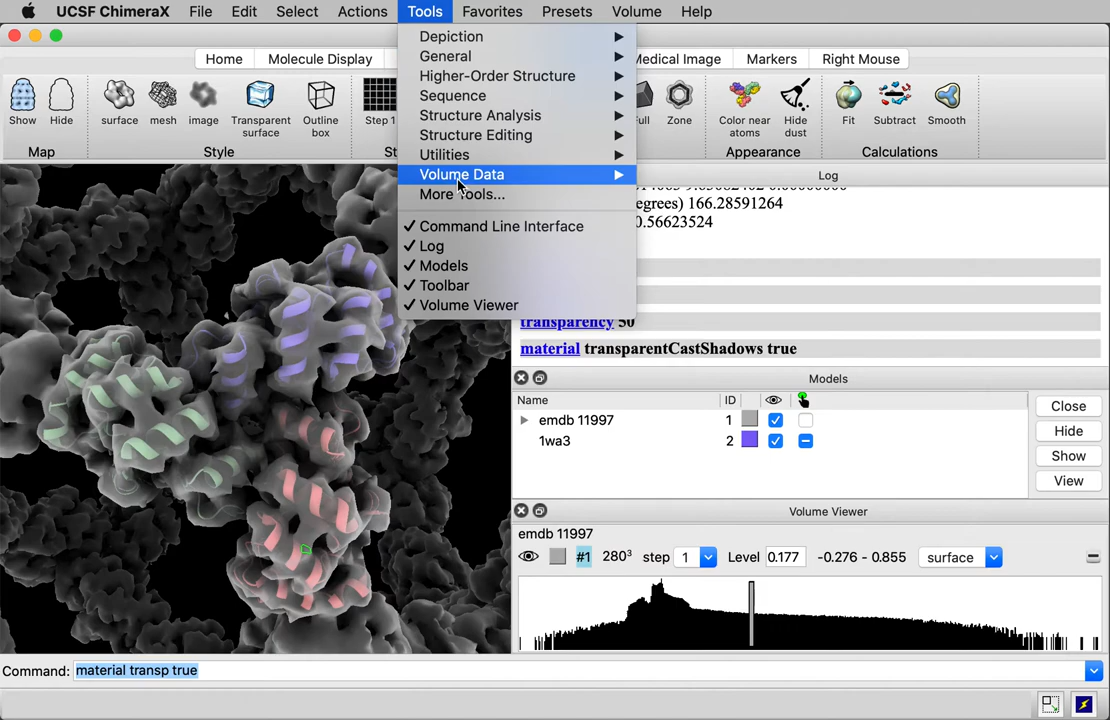 UCSF ChimeraX File Edit Select Actions Tools Favorites Presets Volume Help
Home Molecule Display Medical Image Markers Right Mouse
Depiction
General
Higher-Order Structure
Sequence
Structure Analysis
Structure Editing
Utilities
Volume Data
More Tools...
✓ Command Line Interface
✓ Log
✓ Models
✓ Toolbar
✓ Volume Viewer
Show Hide surface mesh image Transparent surface Outline box Step 1
Full Zone Color near atoms Hide dust Fit Subtract Smooth
Map Style Appearance Calculations
Log
egrees) 166.28591264
0.56623524
transparency 50
material transparentCastShadows true
Models
Name ID
emdb 11997 1
1wa3 2
Close
Hide
Show
View
Volume Viewer
emdb 11997
#1 280³ step 1 Level 0.177 -0.276 - 0.855 surface
Command: material transp true